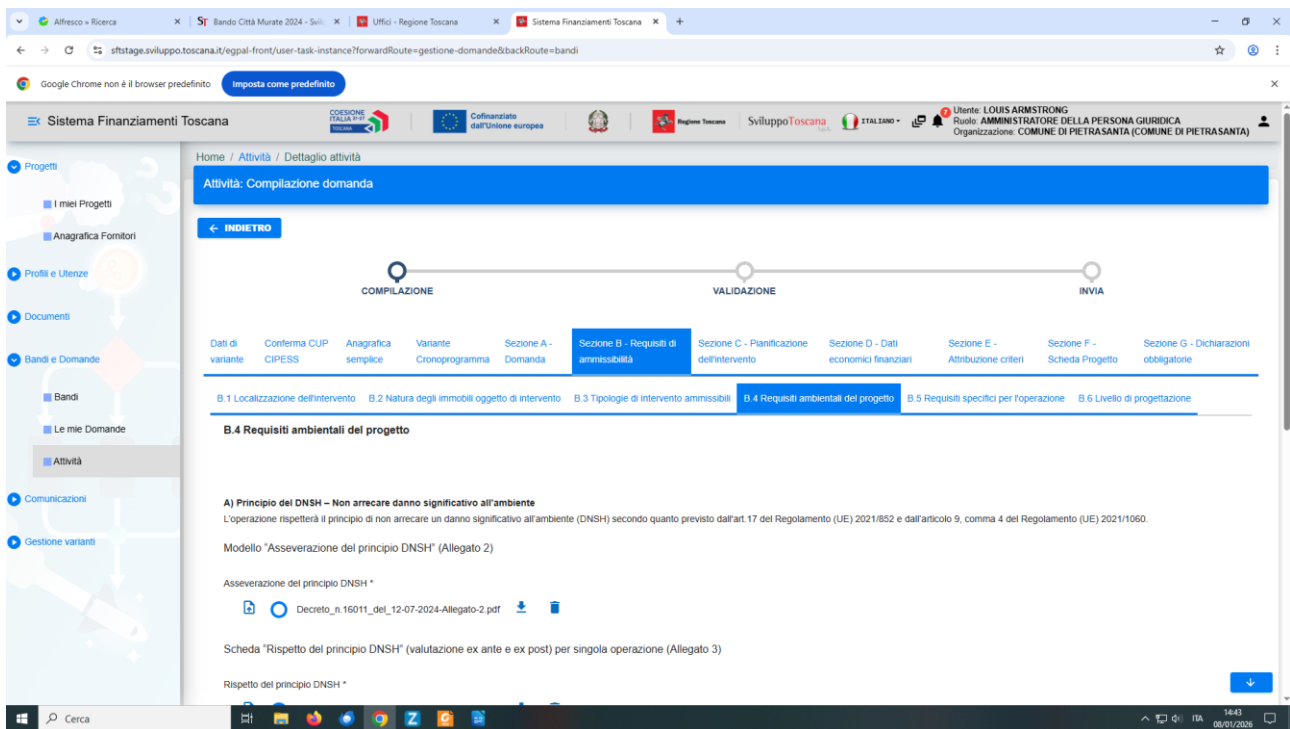 Alfresco » Ricerca
Bando Città Murate 2024 - Svilu
Uffici - Regione Toscana
Sistema Finanziamenti Toscana
sftstage.sviluppo.toscana.it/egpal-front/user-task-instance?forwardRoute=gestione-domande&backRoute=bandi
Google Chrome non è il browser predefinito
Imposta come predefinito
Sistema Finanziamenti Toscana
COESIONE
ITALIA 21-27
TOSCANA
Cofinanziato
dall'Unione europea
Regione Toscana
SviluppoToscana
ITALIANO
7
Utente: LOUIS ARMSTRONG
Ruolo: AMMINISTRATORE DELLA PERSONA GIURIDICA
Organizzazione: COMUNE DI PIETRASANTA (COMUNE DI PIETRASANTA)
Progetti
I miei Progetti
Anagrafica Fornitori
Profili e Utenze
Documenti
Bandi e Domande
Bandi
Le mie Domande
Attività
Comunicazioni
Gestione varianti
Home / Attività / Dettaglio attività
Attività: Compilazione domanda
← INDIETRO
COMPILAZIONE
VALIDAZIONE
INVIA
Dati di variante
Conferma CUP CIPESS
Anagrafica semplice
Variante Cronoprogramma
Sezione A - Domanda
Sezione B - Requisiti di ammissibilità
Sezione C - Pianificazione dell'intervento
Sezione D - Dati economici finanziari
Sezione E - Attribuzione criteri
Sezione F - Scheda Progetto
Sezione G - Dichiarazioni obbligatorie
B.1 Localizzazione dell'intervento
B.2 Natura degli immobili oggetto di intervento
B.3 Tipologie di intervento ammissibili
B.4 Requisiti ambientali del progetto
B.5 Requisiti specifici per l'operazione
B.6 Livello di progettazione
B.4 Requisiti ambientali del progetto
A) Principio del DNSH – Non arrecare danno significativo all'ambiente
L'operazione rispetterà il principio di non arrecare un danno significativo all'ambiente (DNSH) secondo quanto previsto dall'art.17 del Regolamento (UE) 2021/852 e dall'articolo 9, comma 4 del Regolamento (UE) 2021/1060.
Modello "Asseverazione del principio DNSH" (Allegato 2)
Asseverazione del principio DNSH *
Decreto_n.16011_del_12-07-2024-Allegato-2.pdf
Scheda "Rispetto del principio DNSH" (valutazione ex ante e ex post) per singola operazione (Allegato 3)
Rispetto del principio DNSH *
Cerca
ITA
14:43
08/01/2026